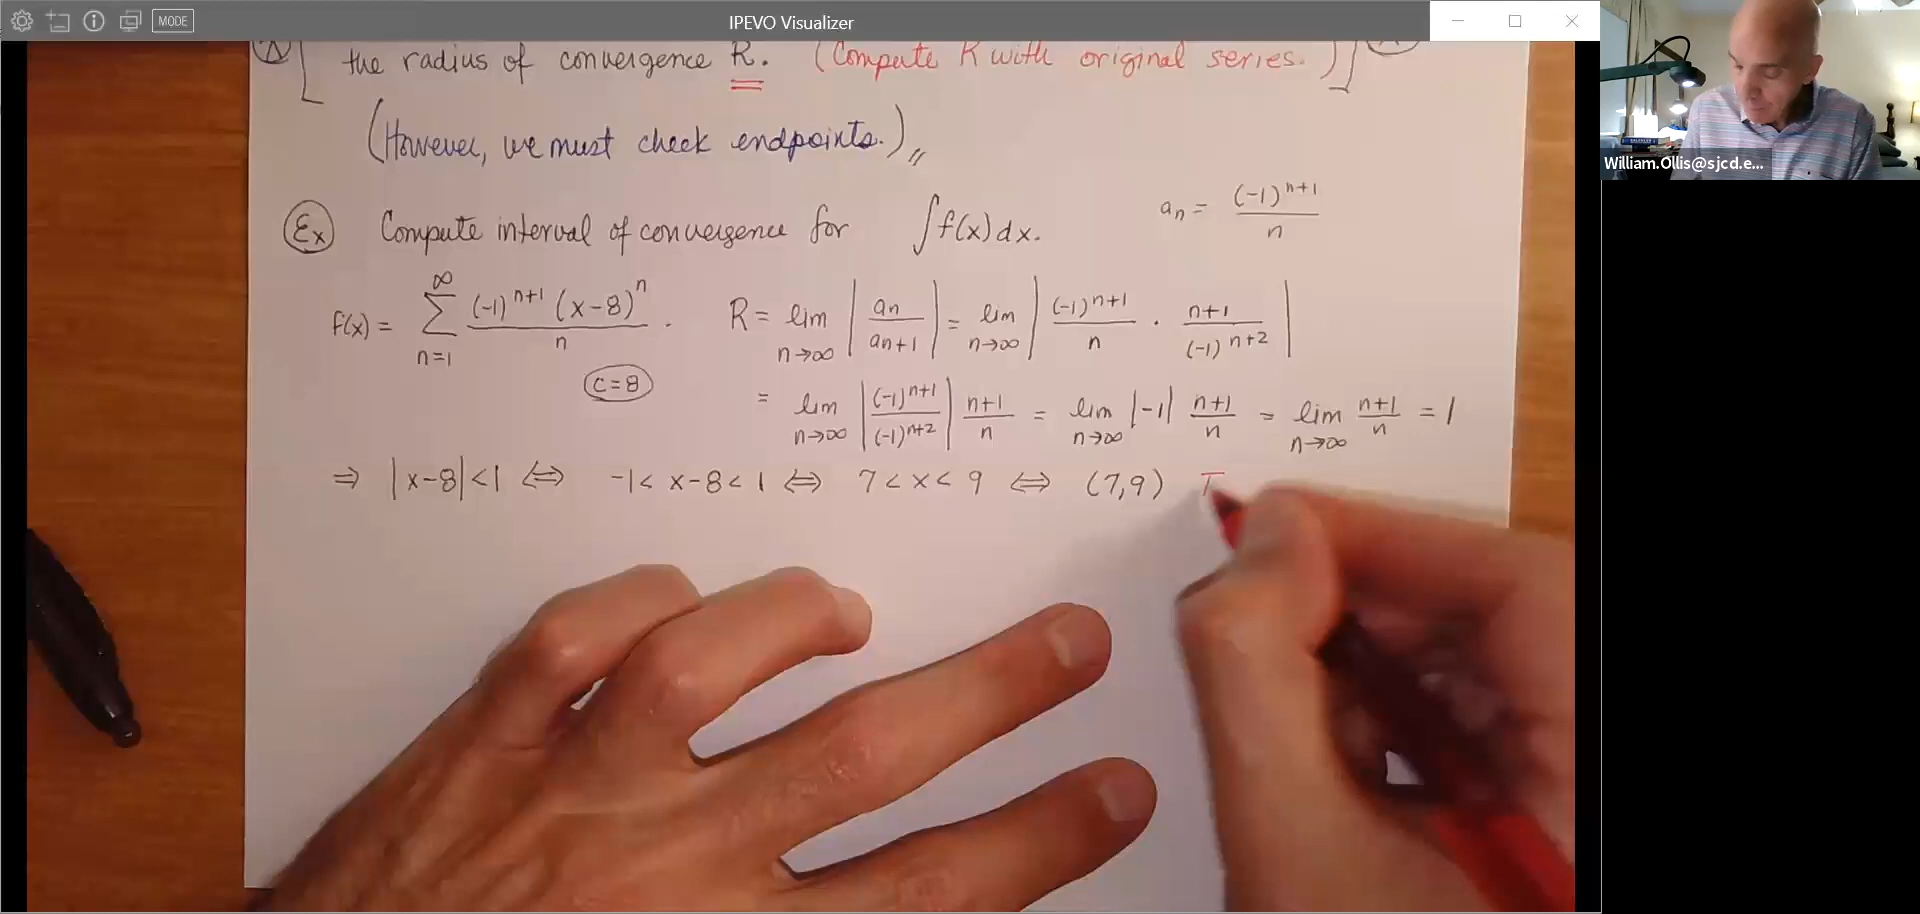 MODE
IPEVO Visualizer
the radius of convergence R. (Compute R with original series.)
(However, we must check endpoints.)
William.Ollis@sjcd.e...
Ex Compute interval of convergence for ∫f(x)dx. aₙ = (-1)^{n+1}/n
f(x) = ∑_{n=1}^{∞} (-1)^{n+1} (x-8)^n / n . R = lim_{n→∞} |aₙ/aₙ₊₁| = lim_{n→∞} |(-1)^{n+1}/n · n+1/(-1)^{n+2}|
c=8
= lim_{n→∞} |(-1)^{n+1}/(-1)^{n+2}| n+1/n = lim_{n→∞} |-1| n+1/n = lim_{n→∞} n+1/n = 1
⇒ |x-8|<1 ⇔ -1< x-8 < 1 ⇔ 7 < x < 9 ⇔ (7,9)